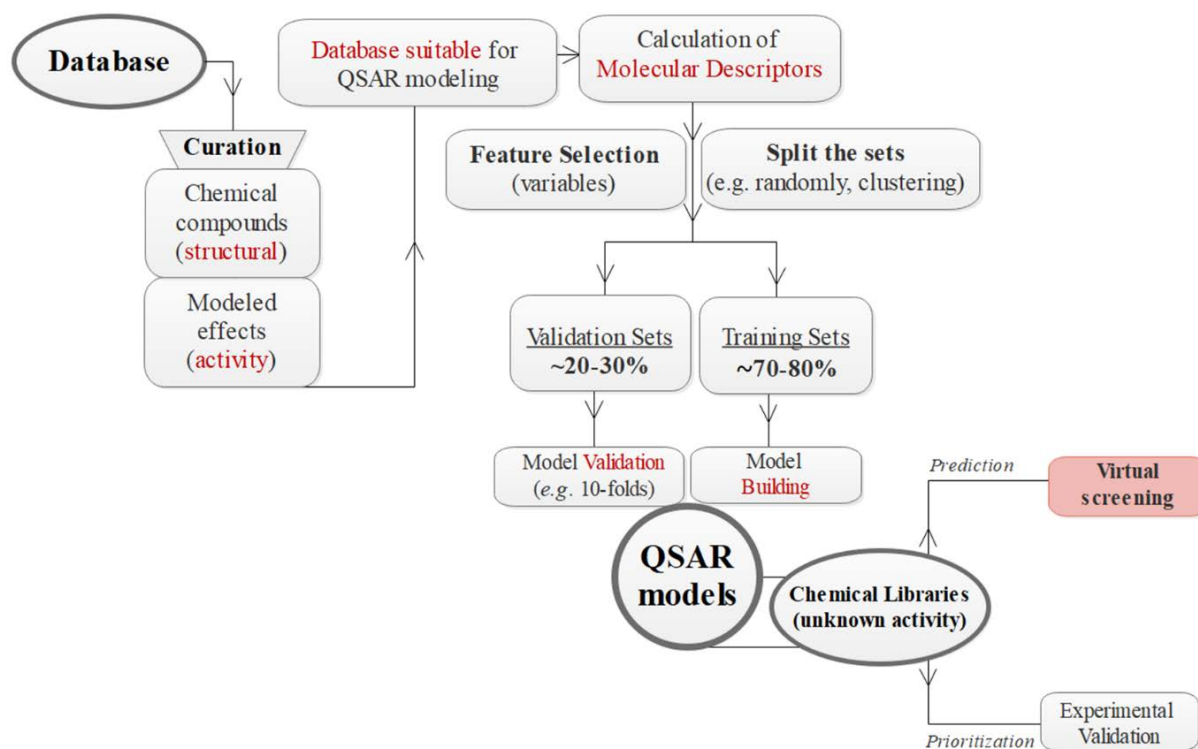 Database
Curation
Chemical
compounds
(structural)
Modeled
effects
(activity)
Database suitable for
QSAR modeling
Calculation of
Molecular Descriptors
Feature Selection
(variables)
Split the sets
(e.g. randomly, clustering)
Validation Sets
~20-30%
Training Sets
~70-80%
Model Validation
(e.g. 10-folds)
Model
Building
QSAR
models
Chemical Libraries
(unknown activity)
Prediction
Virtual
screening
Prioritization
Experimental
Validation